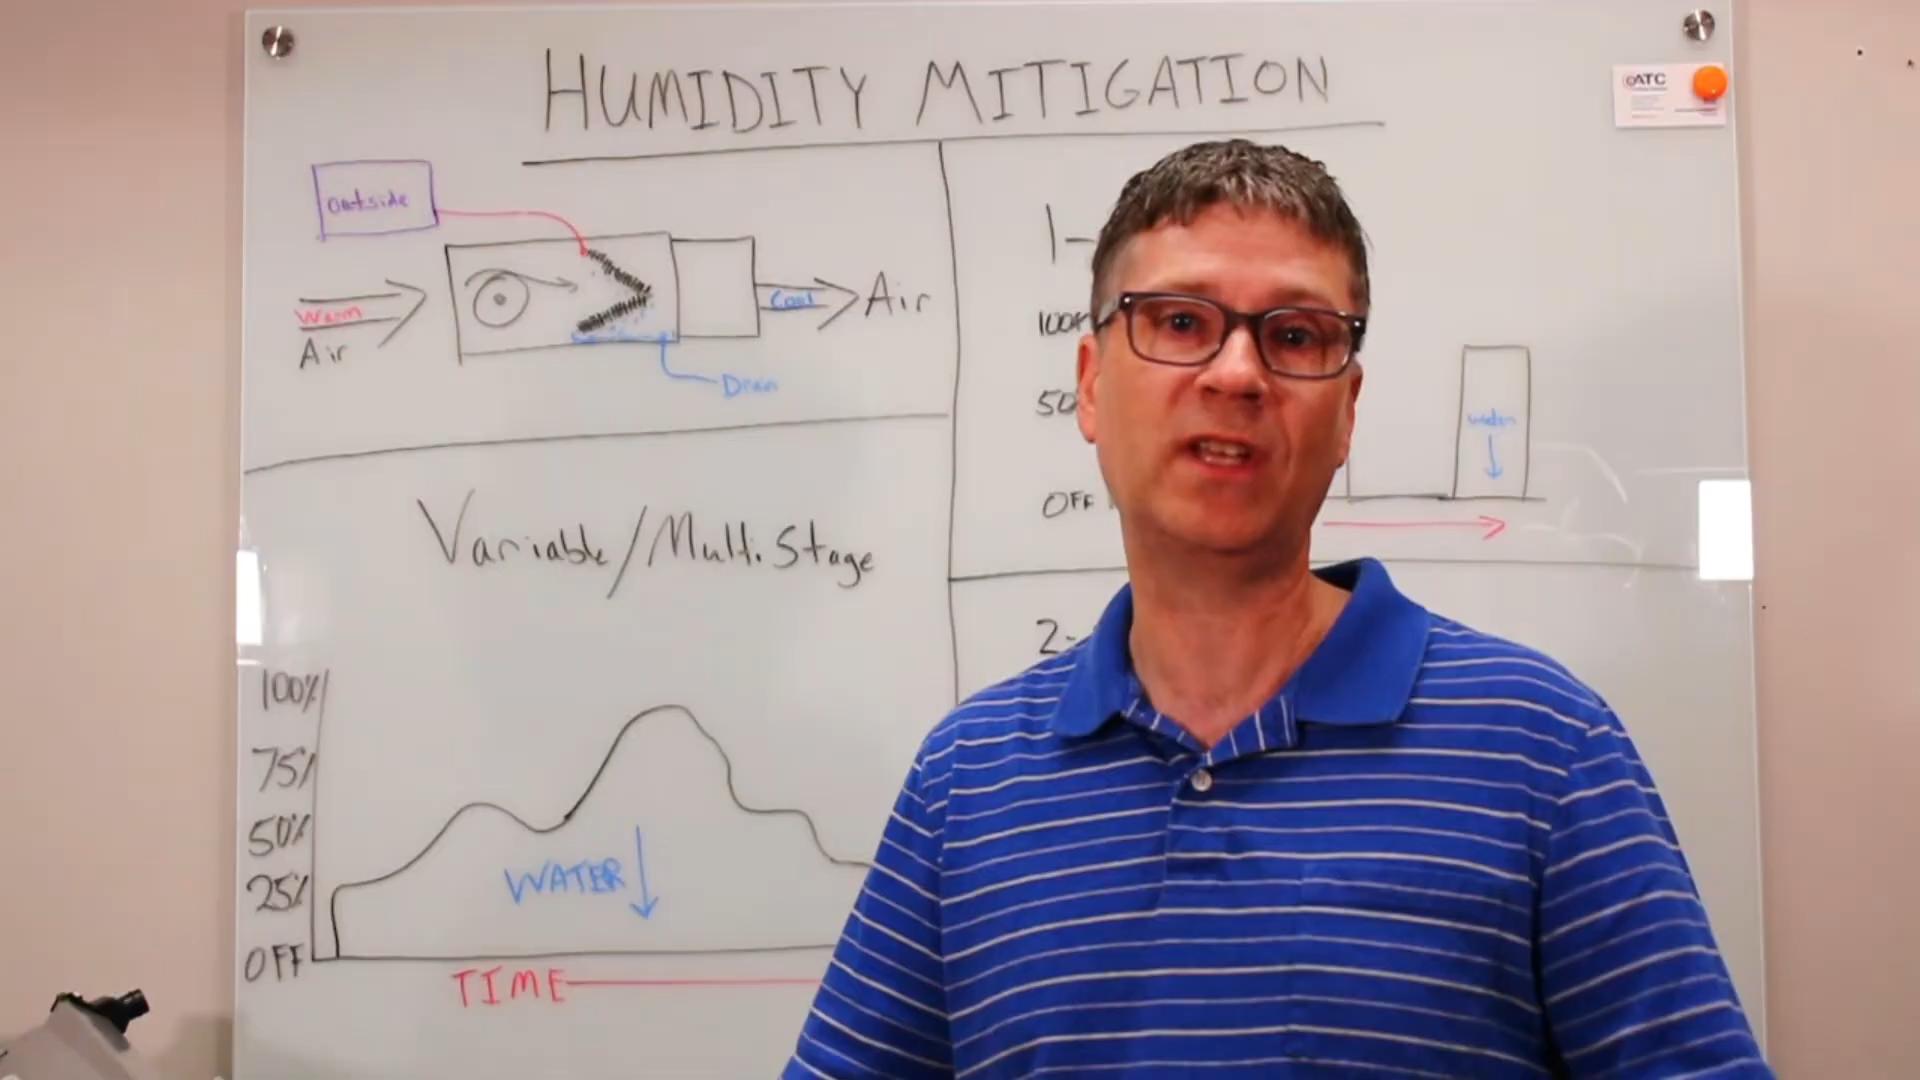 HUMIDITY MITIGATION
ATC
outside
Warm
Air
Cool
Air
Drain
1-
100%
50
OFF
water
Variable/Multi.Stage
100%
75%
50%
25%
OFF
WATER
TIME
2-